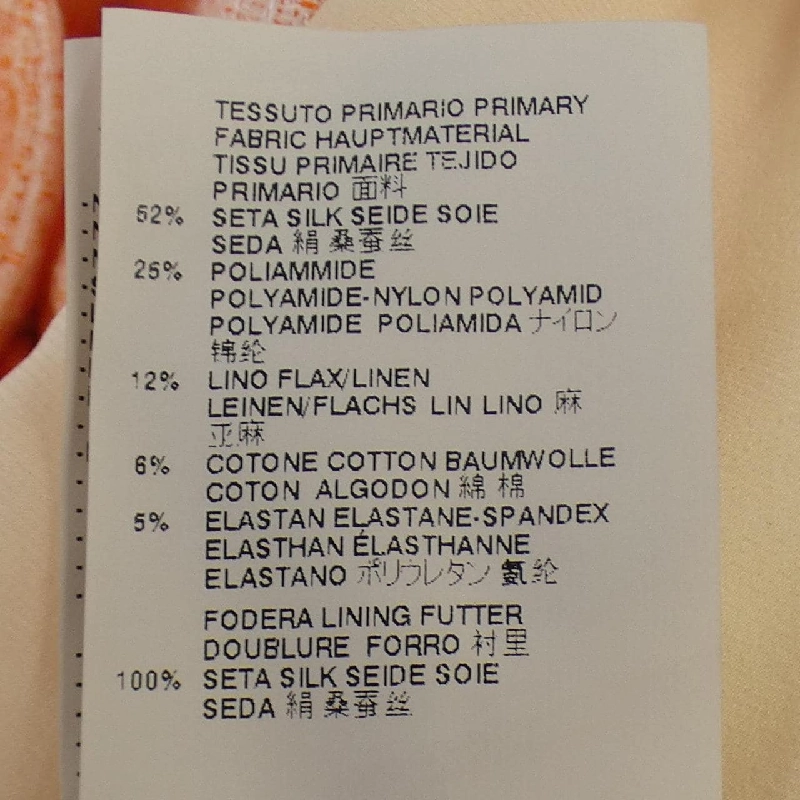 TESSUTO PRIMARIO PRIMARY
FABRIC HAUPTMATERIAL
TISSU PRIMAIRE TEJIDO
PRIMARIO 面料
52% SETA SILK SEIDE SOIE
SEDA 絹 桑蚕丝
25% POLIAMMIDE
POLYAMIDE-NYLON POLYAMID
POLYAMIDE POLIAMIDA ナイロン
锦纶
12% LINO FLAX/LINEN
LEINEN/FLACHS LIN LINO 麻
亚麻
6% COTONE COTTON BAUMWOLLE
COTON ALGODON 綿 棉
5% ELASTAN ELASTANE-SPANDEX
ELASTHAN ÉLASTHANNE
ELASTANO ポリウレタン 氨纶
FODERA LINING FUTTER
DOUBLURE FORRO 衬里
100% SETA SILK SEIDE SOIE
SEDA 絹 桑蚕丝